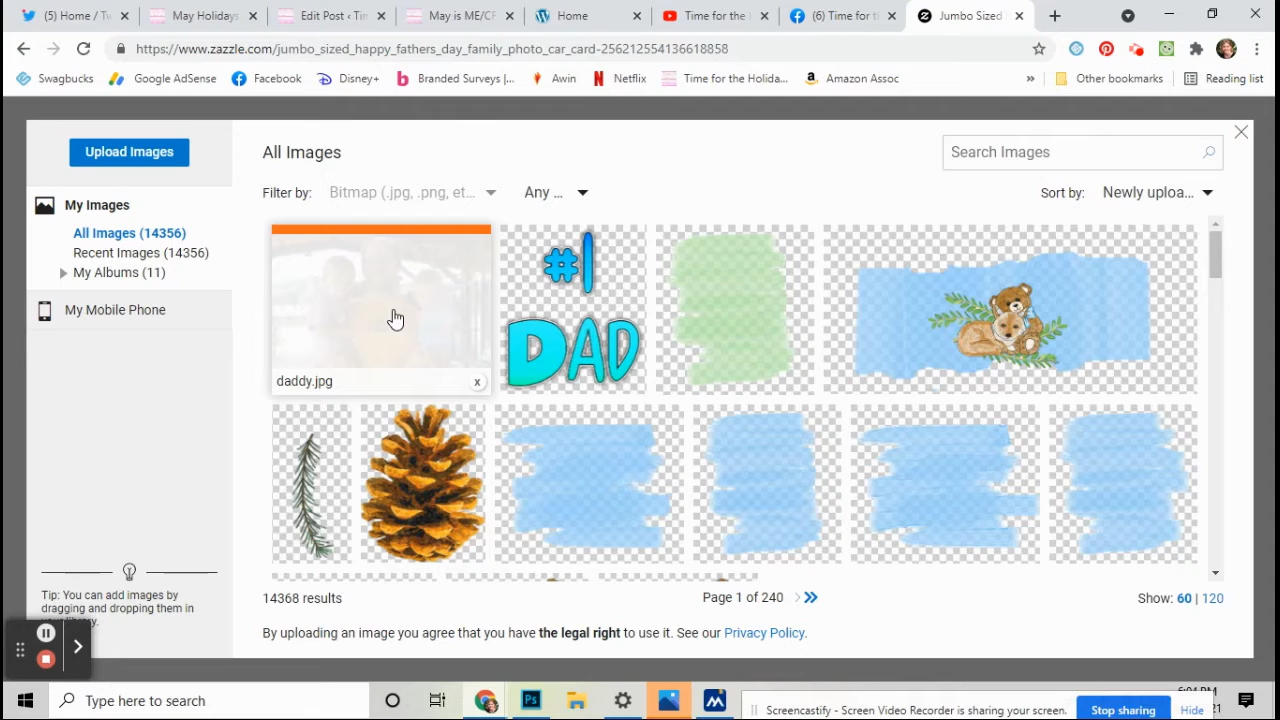 (5) Home / Tw
May Holidays
Edit Post ‹ Tim
May is ME/CF
Home
Time for the
(6) Time for ti
Jumbo Sized
https://www.zazzle.com/jumbo_sized_happy_fathers_day_family_photo_car_card-256212554136618858
Swagbucks
Google AdSense
Facebook
Disney+
Branded Surveys |...
Awin
Netflix
Time for the Holida...
Amazon Assoc
»
Other bookmarks
Reading list
Upload Images
All Images
Search Images
Filter by:
Bitmap (.jpg, .png, et...
Any ...
Sort by:
Newly uploa...
My Images
All Images (14356)
Recent Images (14356)
My Albums (11)
My Mobile Phone
daddy.jpg
x
#1
DAD
Tip: You can add images by
dragging and dropping them in
14368 results
Page 1 of 240
Show: 60 | 120
By uploading an image you agree that you have the legal right to use it. See our Privacy Policy.
Type here to search
Ps
Screencastify - Screen Video Recorder is sharing your screen.
Stop sharing
Hide